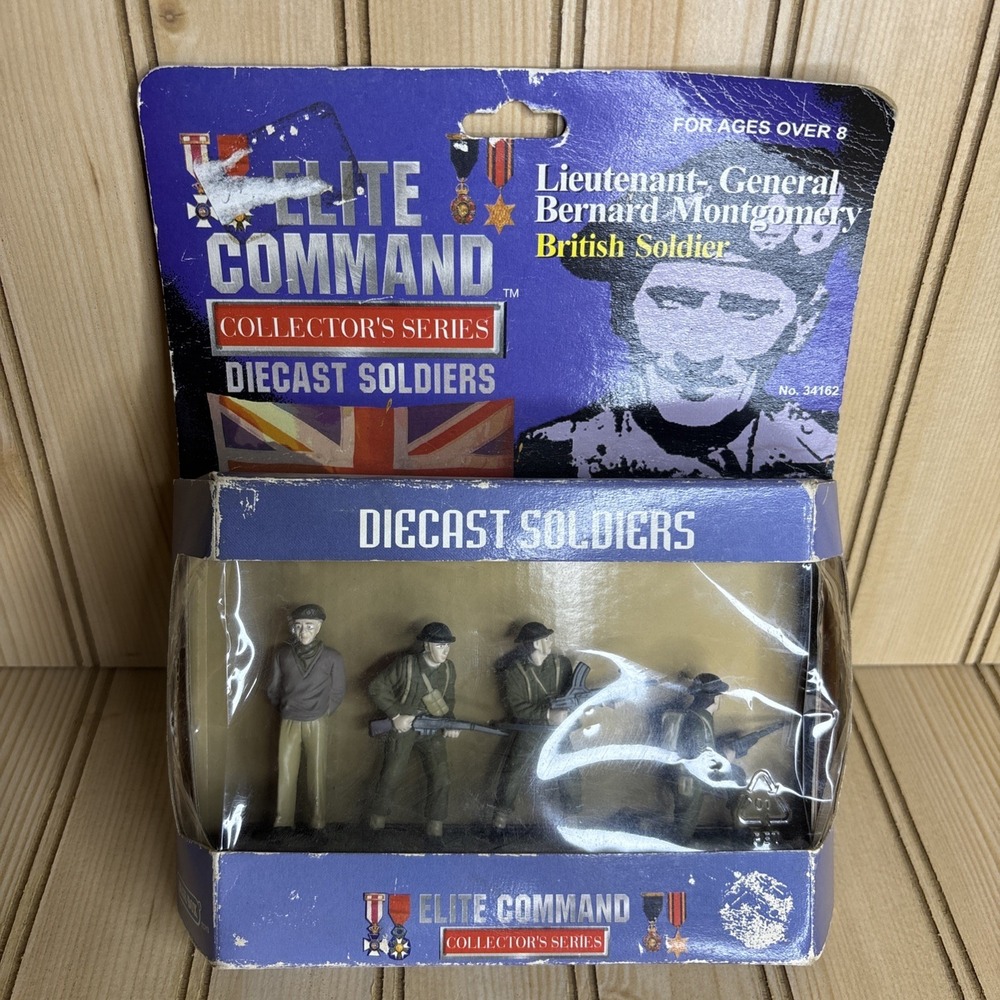 FOR AGES OVER 8
ELITE
COMMAND™
COLLECTOR'S SERIES
DIECAST SOLDIERS
Lieutenant- General
Bernard Montgomery
British Soldier
No. 34162
DIECAST SOLDIERS
ELITE COMMAND
COLLECTOR'S SERIES